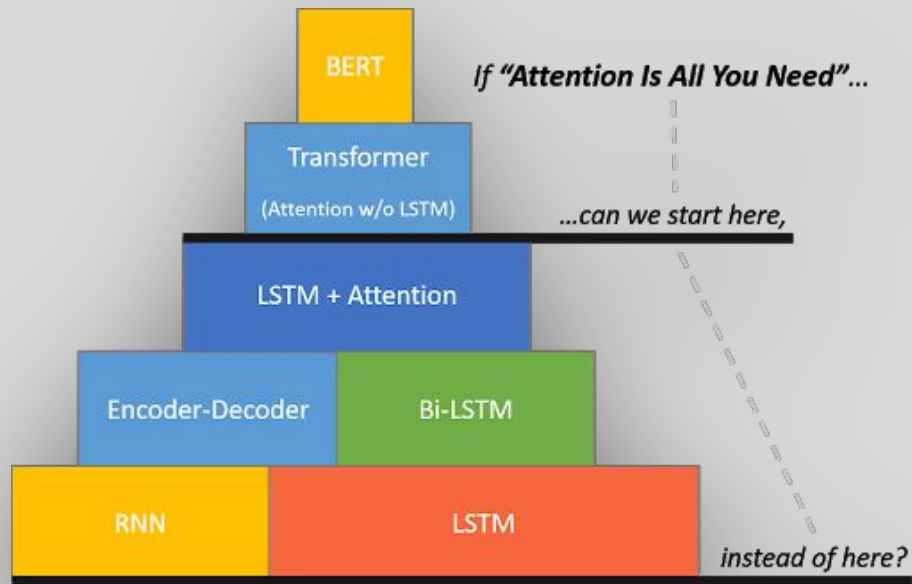 BERT
If “Attention Is All You Need”...
Transformer
(Attention w/o LSTM)
...can we start here,
LSTM + Attention
Encoder-Decoder
Bi-LSTM
RNN
LSTM
instead of here?